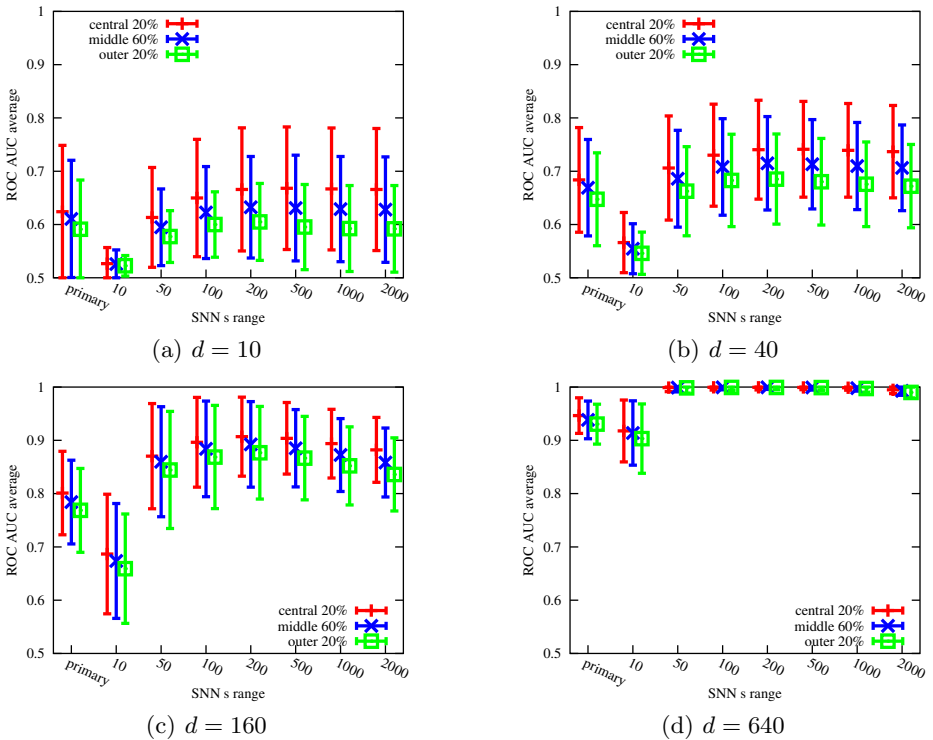 ROC AUC average
1
0.9
0.8
0.7
0.6
0.5
central 20%
middle 60%
outer 20%
primary 10 50 100 200 500 1000 2000
SNN s range
(a) d = 10
ROC AUC average
1
0.9
0.8
0.7
0.6
0.5
central 20%
middle 60%
outer 20%
primary 10 50 100 200 500 1000 2000
SNN s range
(b) d = 40
ROC AUC average
1
0.9
0.8
0.7
0.6
0.5
central 20%
middle 60%
outer 20%
primary 10 50 100 200 500 1000 2000
SNN s range
(c) d = 160
ROC AUC average
1
0.9
0.8
0.7
0.6
0.5
central 20%
middle 60%
outer 20%
primary 10 50 100 200 500 1000 2000
SNN s range
(d) d = 640